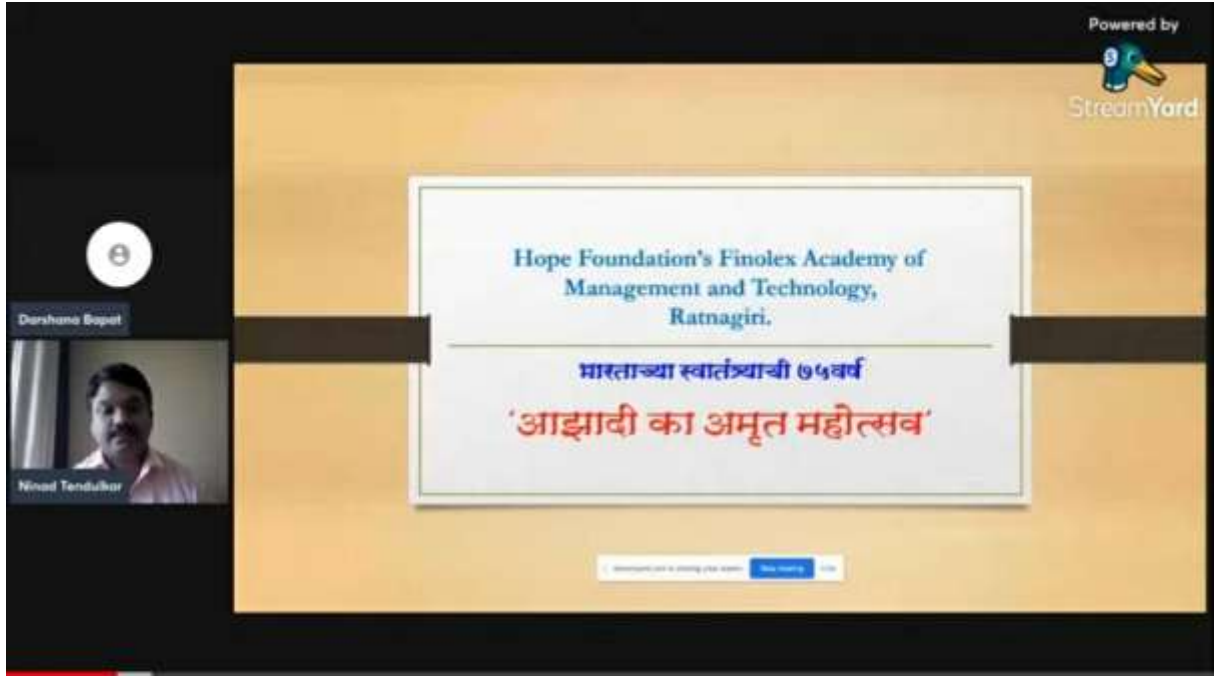 Powered by
StreamYard
Hope Foundation's Finolex Academy of
Management and Technology,
Ratnagiri.
भारताच्या स्वातंत्र्याची ७५वर्ष
'आझादी का अमृत महोत्सव'
Darshana Bapat
Ninad Tendulkar